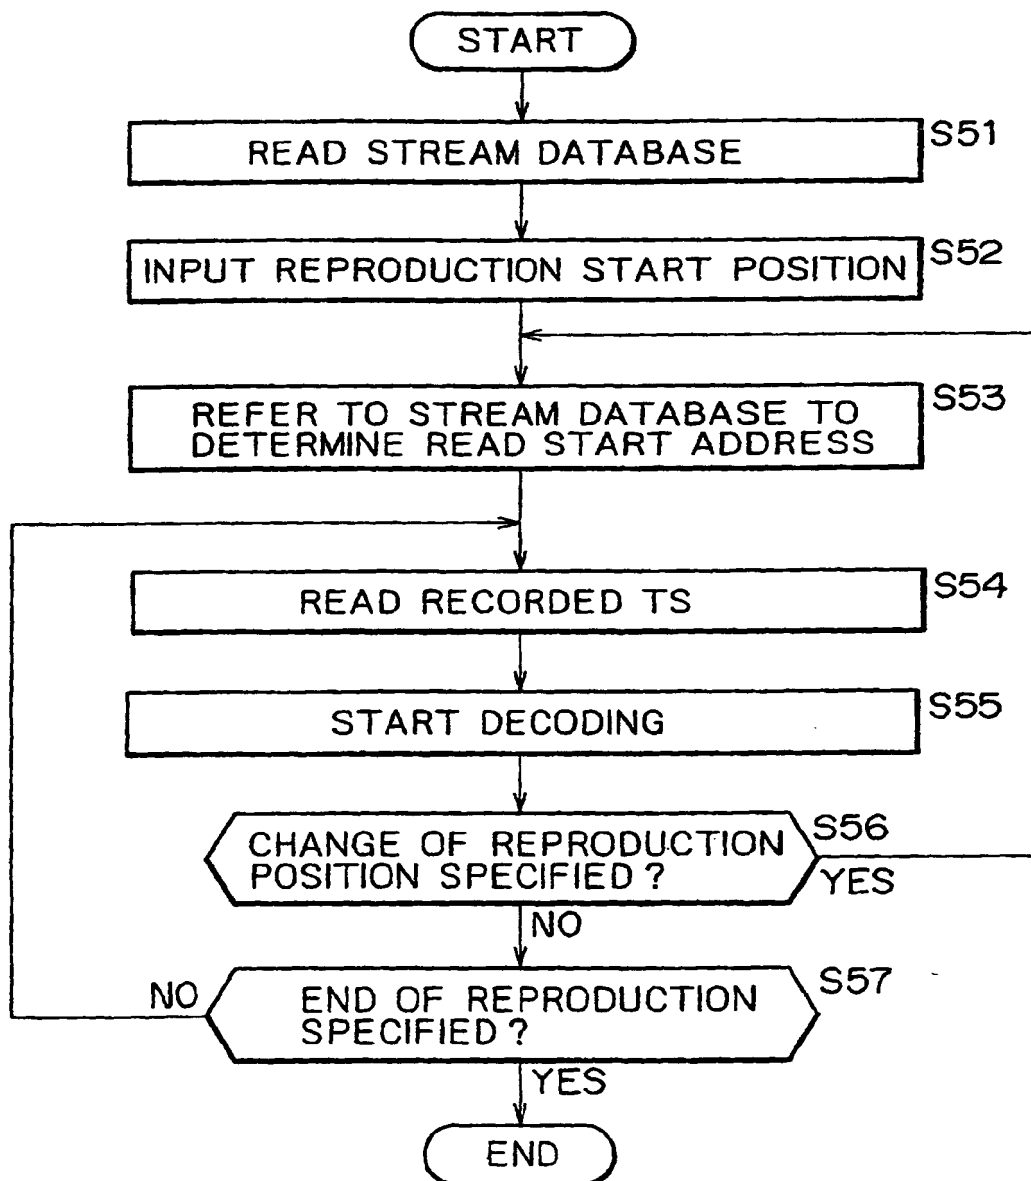 START
READ STREAM DATABASE
S51
INPUT REPRODUCTION START POSITION
S52
REFER TO STREAM DATABASE TO
DETERMINE READ START ADDRESS
S53
READ RECORDED TS
S54
START DECODING
S55
CHANGE OF REPRODUCTION
POSITION SPECIFIED ?
S56
YES
NO
END OF REPRODUCTION
SPECIFIED ?
S57
NO
YES
END